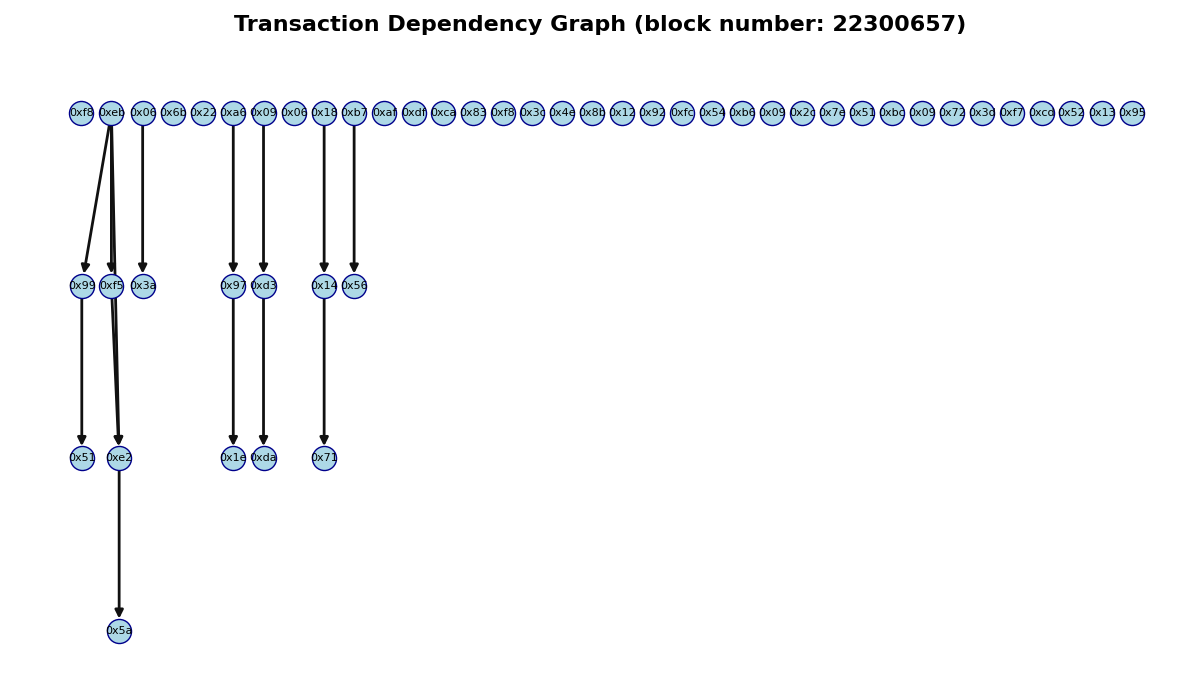 Transaction Dependency Graph (block number: 22300657)
0xf8 0xeb 0x06 0x6b 0x22 0xa6 0x09 0x06 0x18 0xb7 0xaf 0xdf 0xca 0x83 0xf8 0x3c 0x4e 0x8b 0x12 0x92 0xfc 0x54 0xb6 0x09 0x2c 0x7e 0x51 0xbc 0x09 0x72 0x3d 0xf7 0xcd 0x52 0x13 0x95
0x99 0xf5 0x3a 0x97 0xd3 0x14 0x56
0x51 0xe2 0x1e 0xda 0x71
0x5a